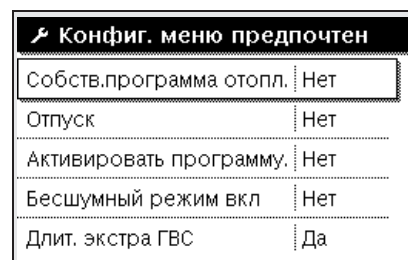 Конфиг. меню предпочтен
Собств.программа отопл. Нет
Отпуск Нет
Активировать программу. Нет
Бесшумный режим вкл Нет
Длит. экстра ГВС Да